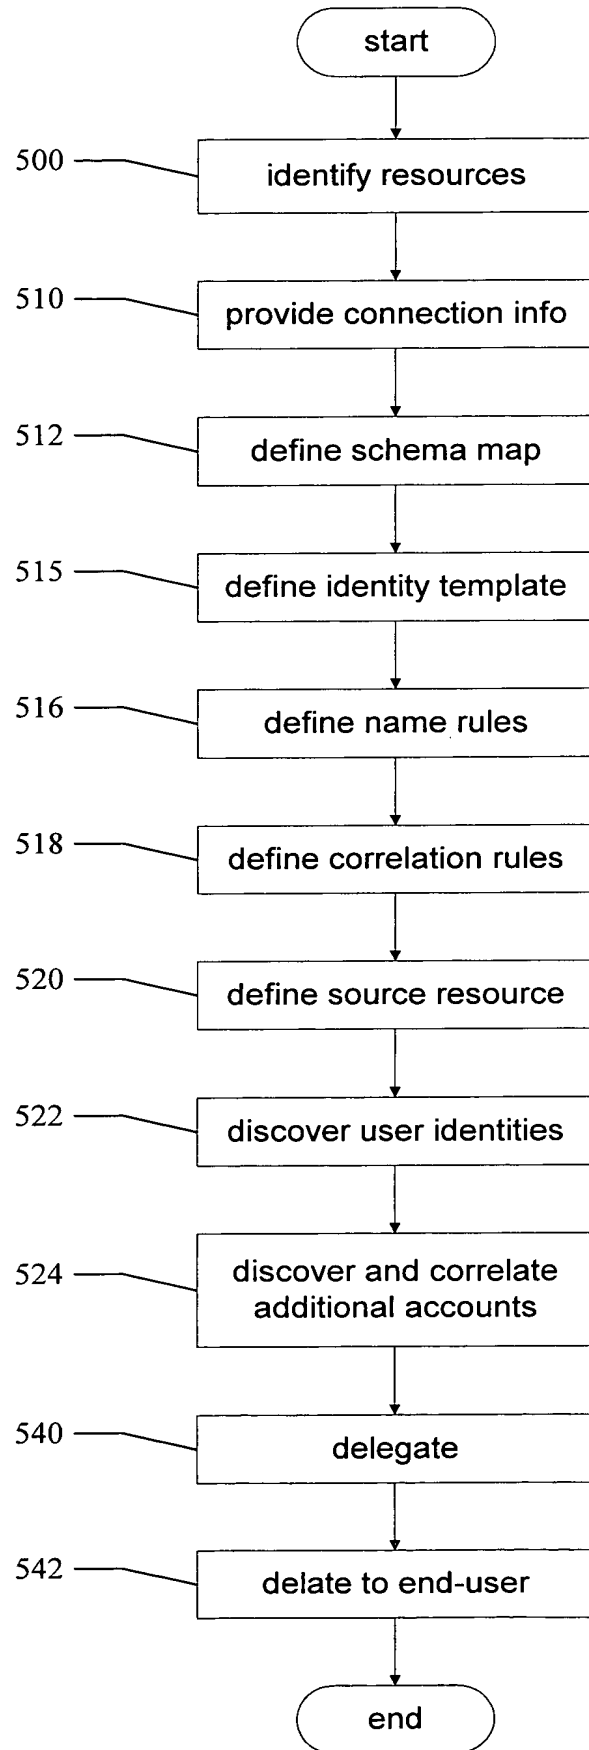 start
500
identify resources
510
provide connection info
512
define schema map
515
define identity template
516
define name rules
518
define correlation rules
520
define source resource
522
discover user identities
524
discover and correlate
additional accounts
540
delegate
542
delate to end-user
end